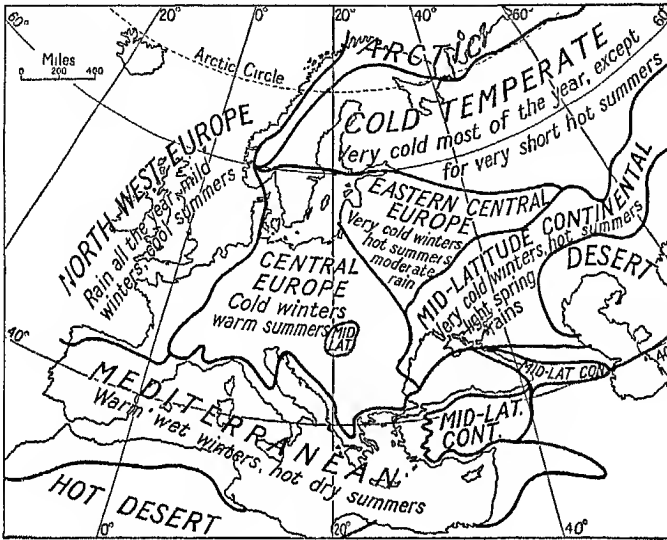 60°
20°
0°
20
40
60°
60°
Miles
0 200 400
Arctic Circle
ARCTIC
COLD TEMPERATE
Very cold most of the year, except
for very short hot summers
NORTH WEST EUROPE
Rain all the year, mild
winters, cool summers
EASTERN CENTRAL
EUROPE
Very cold winters
hot summers
moderate
rain
MID-LATITUDE CONTINENTAL
Very cold winters, hot summers
light spring
rains
DESERT
CENTRAL
EUROPE
Cold winters
warm summers
MID
LAT.
40°
MID-LAT CON.
MEDITERRANEAN
Warm wet winters, hot dry summers
MID-LAT.
CONT.
HOT DESERT
0°
20°
40°